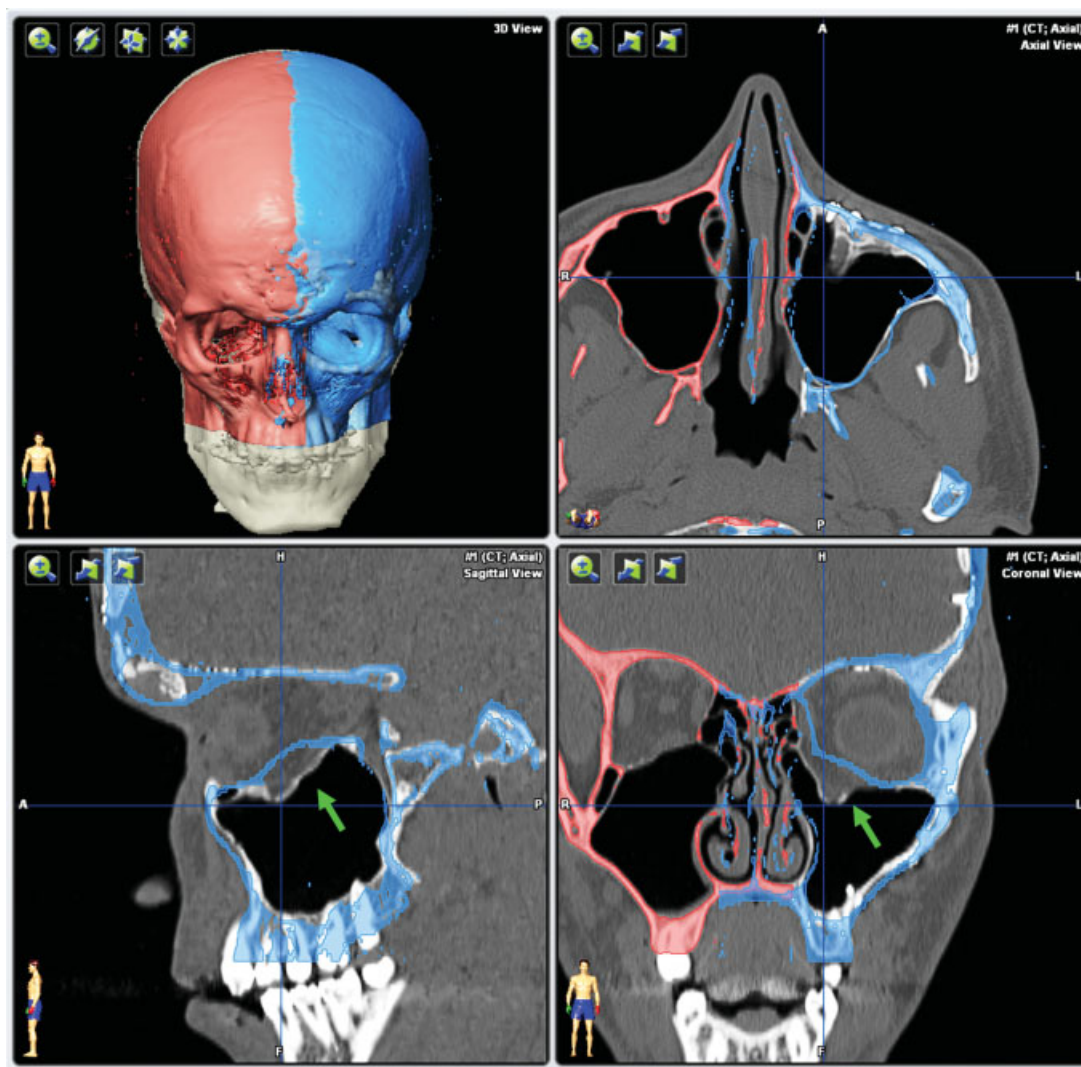 3D View
#1 (CT; Axial)
Axial View
A
R
L
P
#1 (CT; Axial)
Sagittal View
H
A
P
F
#1 (CT; Axial)
Coronal View
H
R
L
F